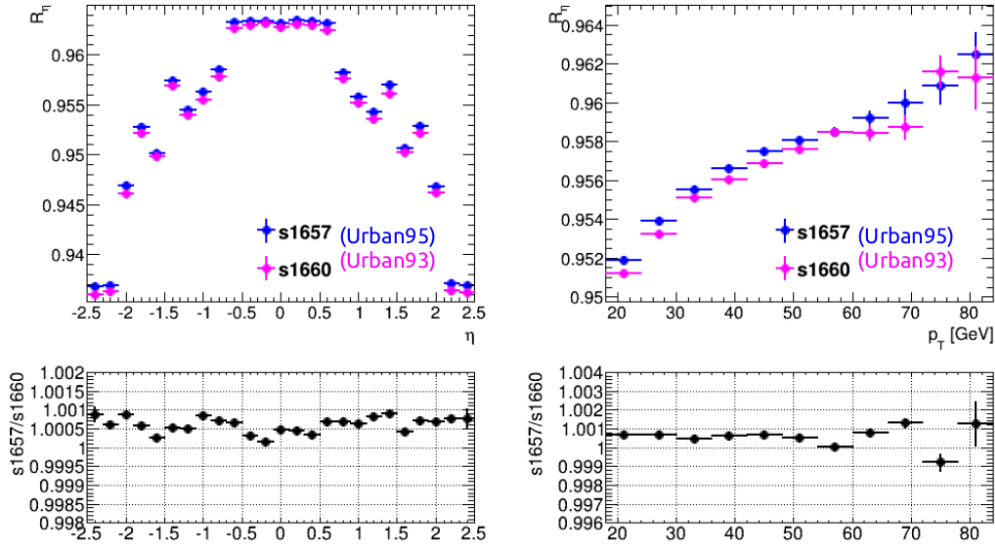 R_η
0.96
0.955
0.95
0.945
0.94
s1657 (Urban95)
s1660 (Urban93)
-2.5 -2 -1.5 -1 -0.5 0 0.5 1 1.5 2 2.5
η
R_η
0.964
0.962
0.96
0.958
0.956
0.954
0.952
0.95
s1657 (Urban95)
s1660 (Urban93)
20 30 40 50 60 70 80
p_T [GeV]
s1657/s1660
1.002
1.0015
1.001
1.0005
1
0.9995
0.999
0.9985
0.998
-2.5 -2 -1.5 -1 -0.5 0 0.5 1 1.5 2 2.5
s1657/s1660
1.004
1.003
1.002
1.001
1
0.999
0.998
0.997
0.996
20 30 40 50 60 70 80